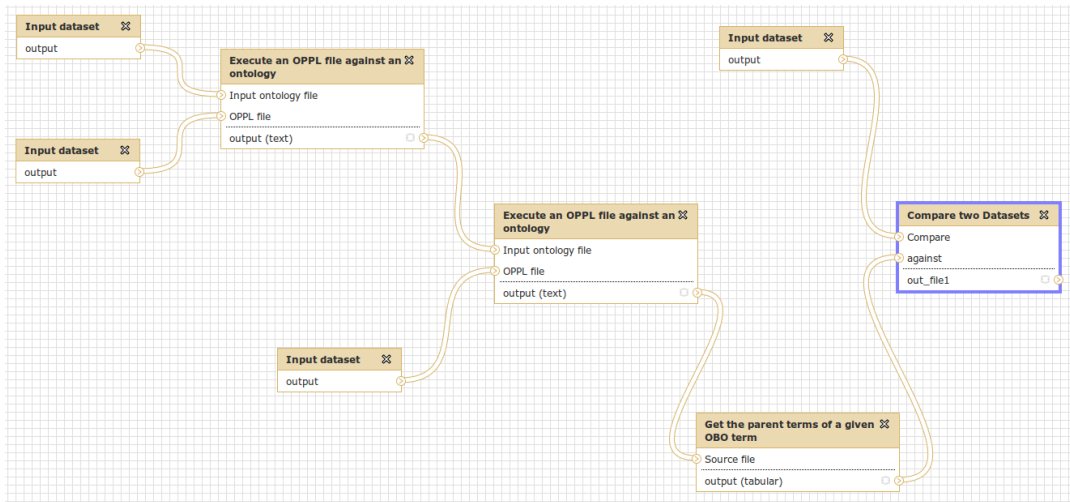 Input dataset
output
Execute an OPPL file against an
ontology
Input ontology file
OPPL file
output (text)
Input dataset
output
Input dataset
output
Execute an OPPL file against an
ontology
Input ontology file
OPPL file
output (text)
Input dataset
output
Compare two Datasets
Compare
against
out_file1
Get the parent terms of a given
OBO term
Source file
output (tabular)